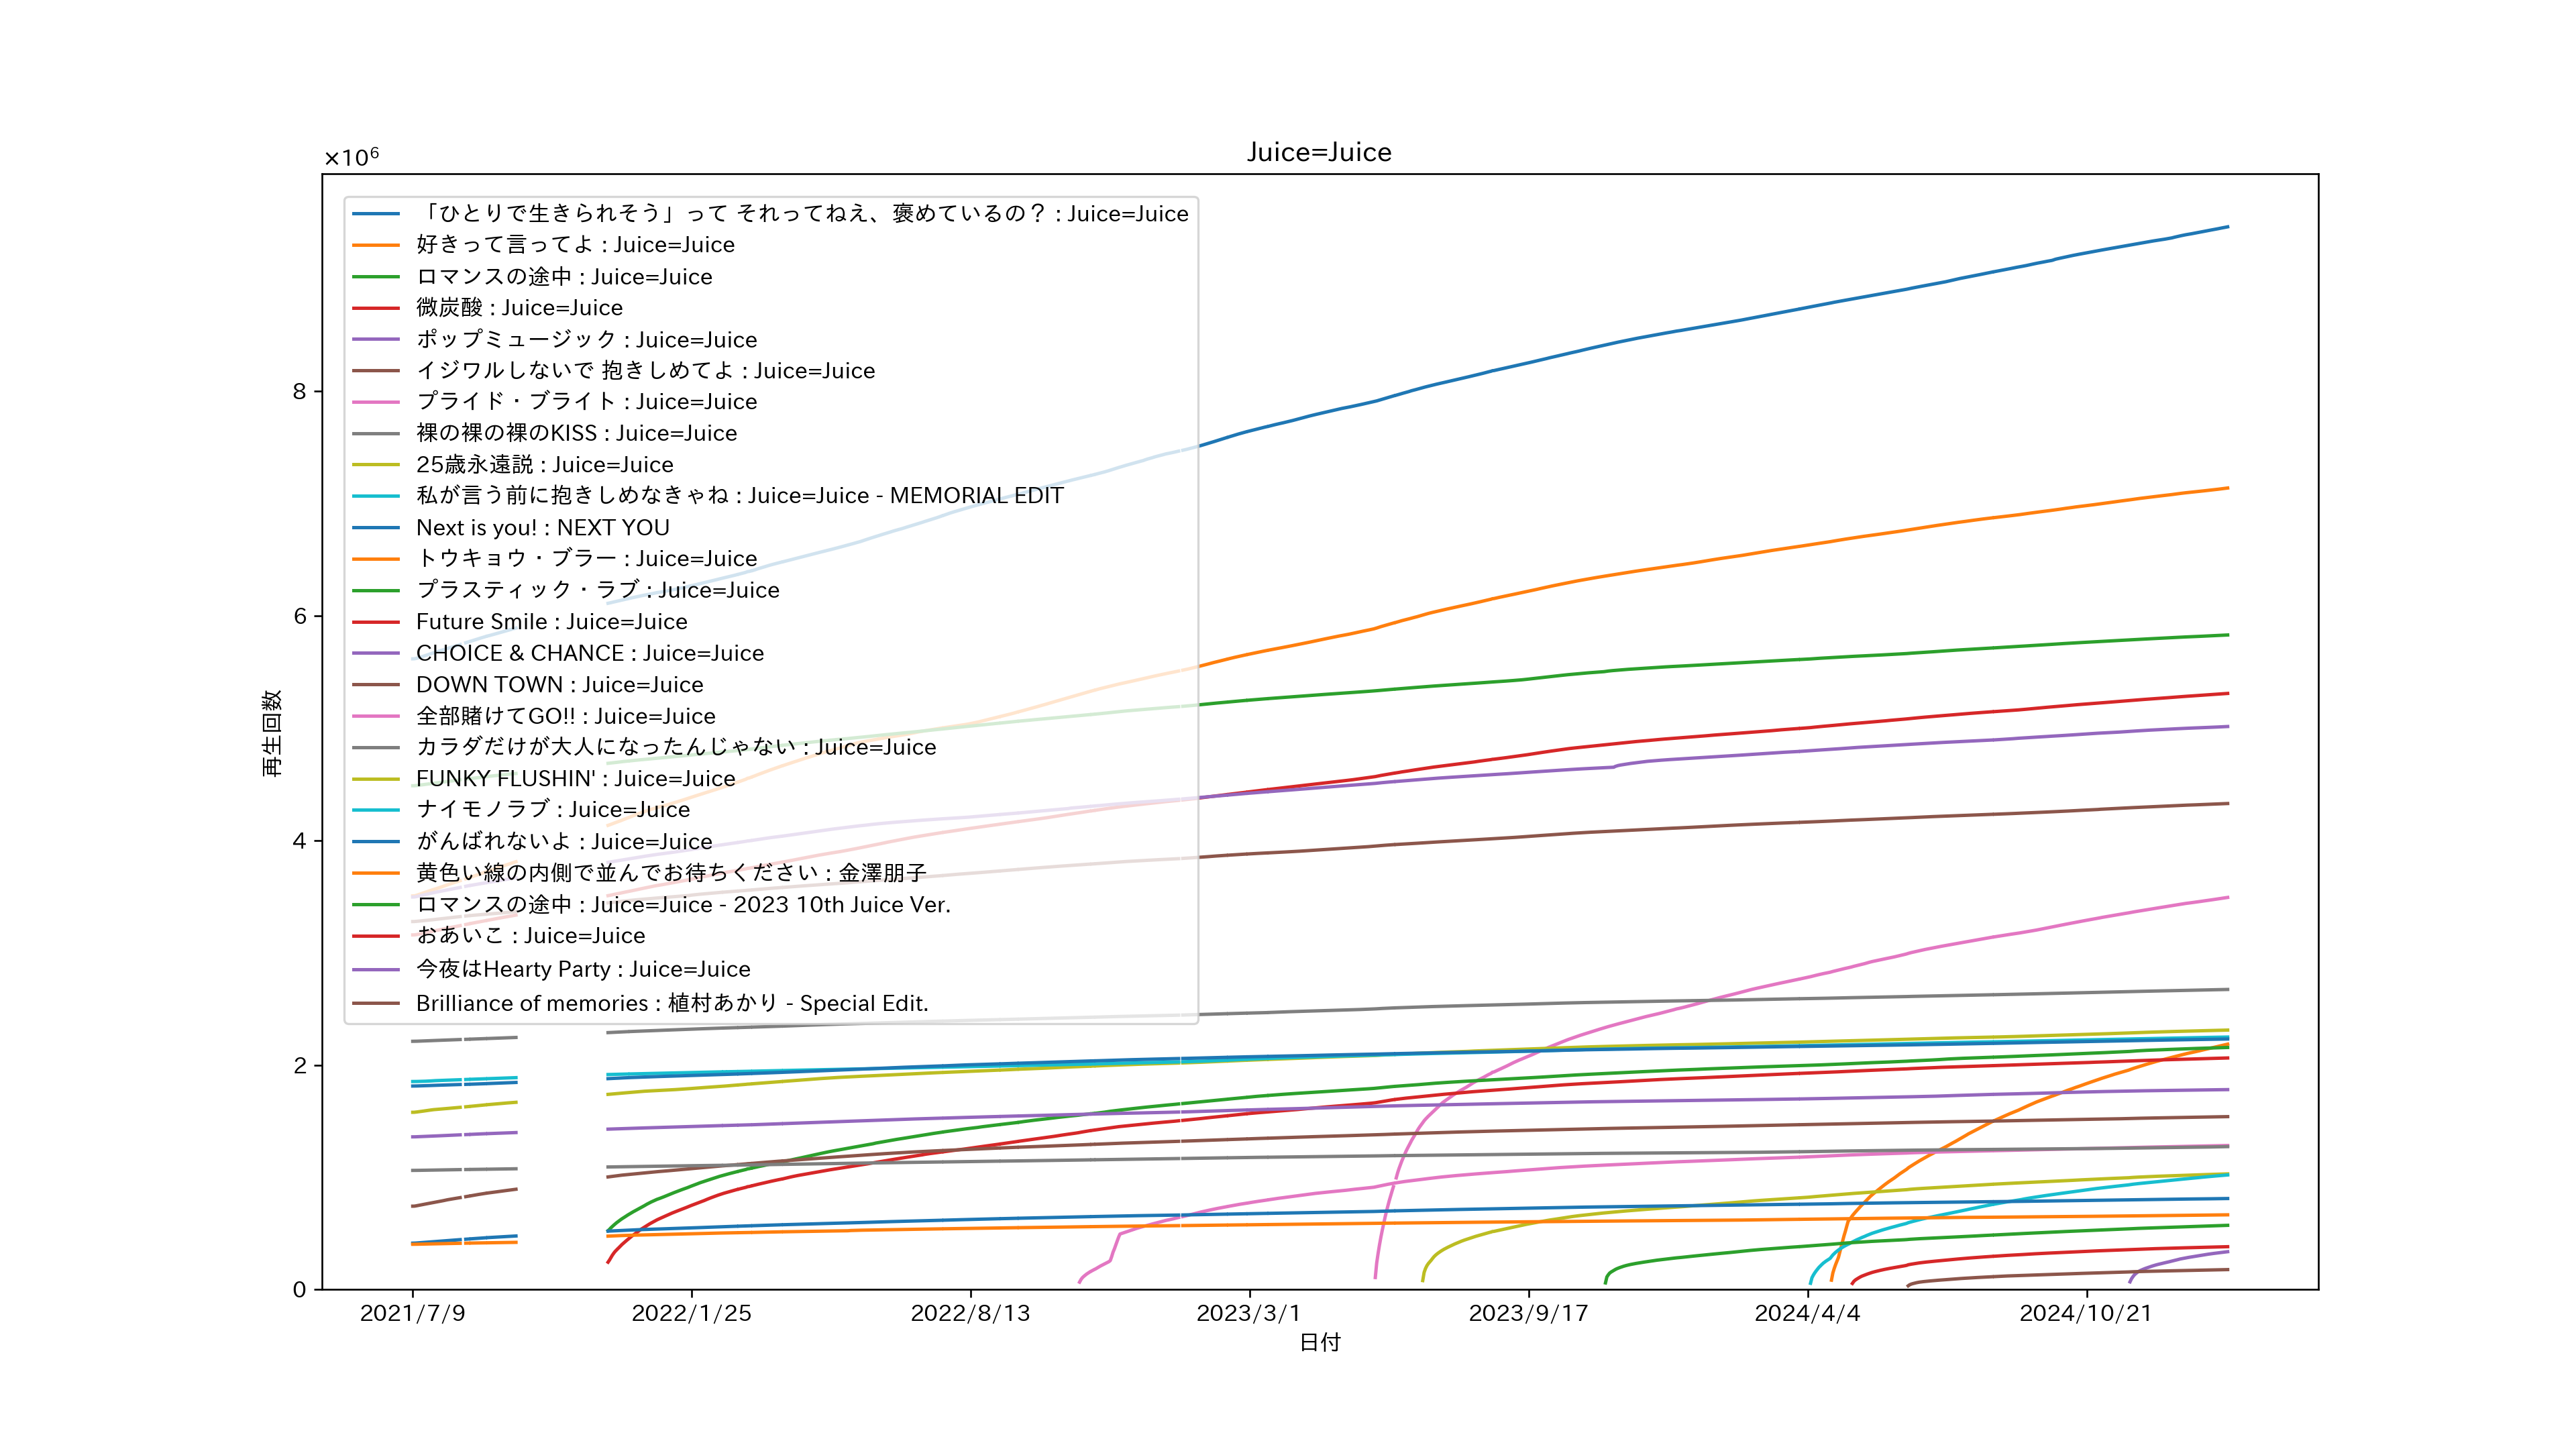 Juice=Juice
×10⁶
「ひとりで生きられそう」って それってねえ、褒めているの？ : Juice=Juice
好きって言ってよ : Juice=Juice
ロマンスの途中 : Juice=Juice
微炭酸 : Juice=Juice
ポップミュージック : Juice=Juice
イジワルしないで 抱きしめてよ : Juice=Juice
プライド・ブライト : Juice=Juice
裸の裸の裸のKISS : Juice=Juice
25歳永遠説 : Juice=Juice
私が言う前に抱きしめなきゃね : Juice=Juice - MEMORIAL EDIT
Next is you! : NEXT YOU
トウキョウ・ブラー : Juice=Juice
プラスティック・ラブ : Juice=Juice
Future Smile : Juice=Juice
CHOICE & CHANCE : Juice=Juice
DOWN TOWN : Juice=Juice
全部賭けてGO!! : Juice=Juice
カラダだけが大人になったんじゃない : Juice=Juice
FUNKY FLUSHIN' : Juice=Juice
ナイモノラブ : Juice=Juice
がんばれないよ : Juice=Juice
黄色い線の内側で並んでお待ちください : 金澤朋子
ロマンスの途中 : Juice=Juice - 2023 10th Juice Ver.
おあいこ : Juice=Juice
今夜はHearty Party : Juice=Juice
Brilliance of memories : 植村あかり - Special Edit.
8
6
4
2
0
再生回数
2021/7/9
2022/1/25
2022/8/13
2023/3/1
2023/9/17
2024/4/4
2024/10/21
日付